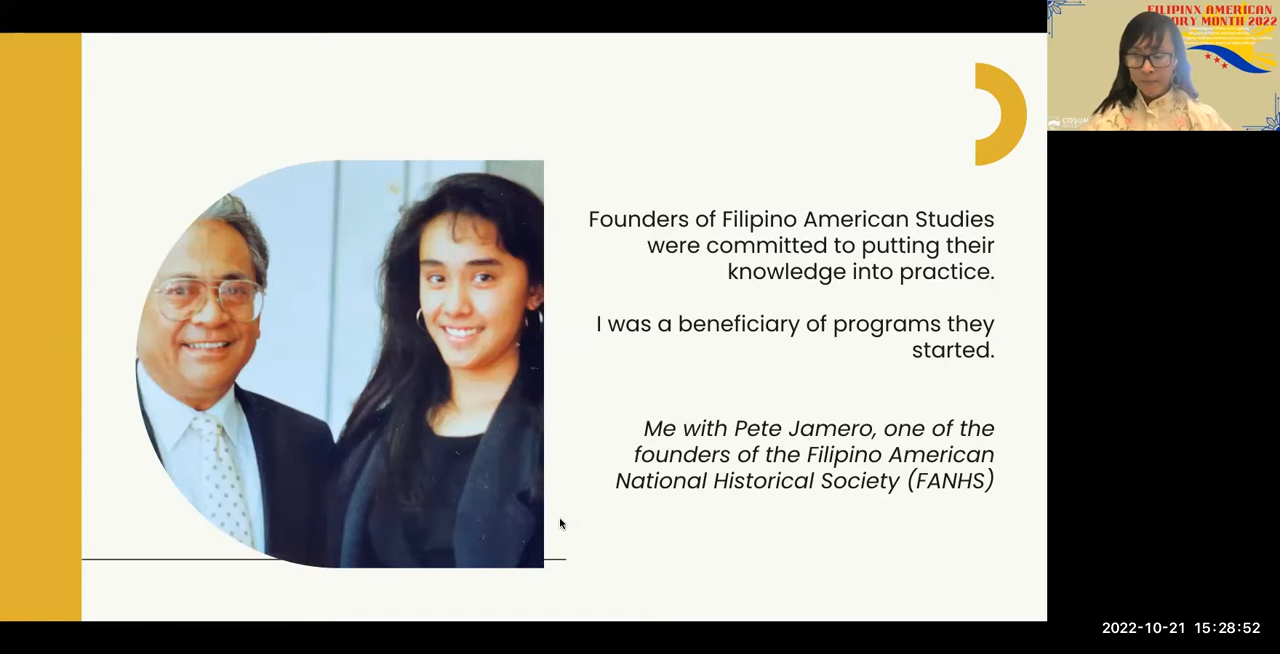 Founders of Filipino American Studies
were committed to putting their
knowledge into practice.
I was a beneficiary of programs they
started.
Me with Pete Jamero, one of the
founders of the Filipino American
National Historical Society (FANHS)
FILIPINX AMERICAN
ORY MONTH 2022
COSUM
2022-10-21 15:28:52